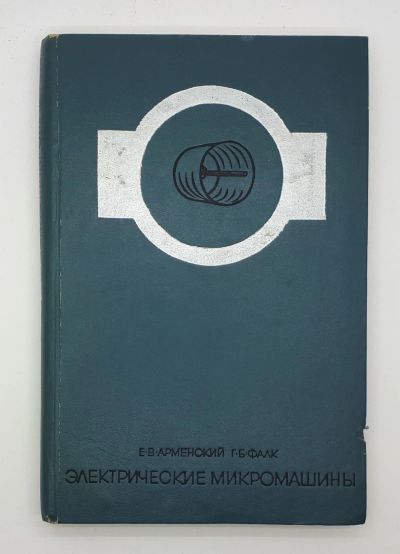 Е·В·АРМЕНСКИЙ Г·Б·ФАЛК
ЭЛЕКТРИЧЕСКИЕ МИКРОМАШИНЫ